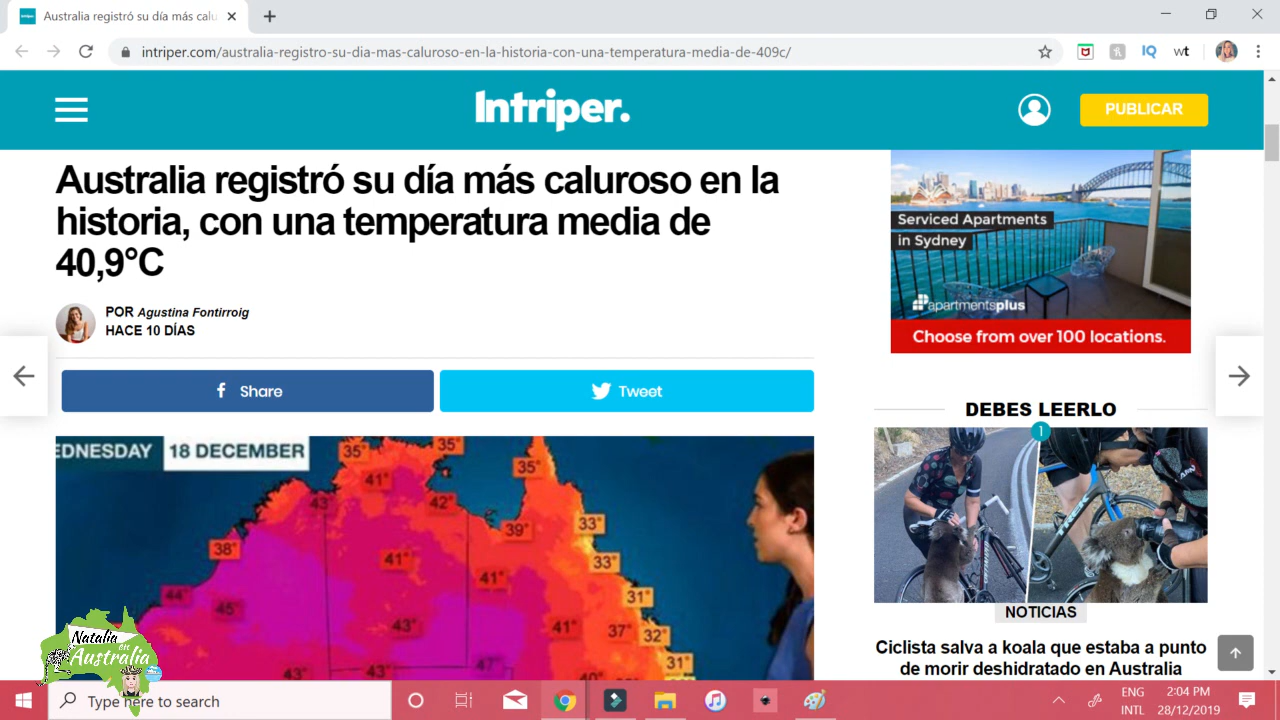 Australia registró su día más calu
intriper.com/australia-registro-su-dia-mas-caluroso-en-la-historia-con-una-temperatura-media-de-409c/
IQ
wt
Intriper.
PUBLICAR
Australia registró su día más caluroso en la
historia, con una temperatura media de
40,9°C
POR Agustina Fontirroig
HACE 10 DÍAS
Share
Tweet
EDNESDAY 18 DECEMBER
35°
35°
41°
35°
43°
42°
39°
33°
38°
41°
33°
41°
44°
45°
31°
43°
41°
37°
32°
43°
43°
47°
31°
40°
Serviced Apartments
in Sydney
apartmentsplus
Choose from over 100 locations.
DEBES LEERLO
1
TREK
NOTICIAS
Ciclista salva a koala que estaba a punto
de morir deshidratado en Australia
Natalia
en
Australia
Type here to search
ENG
INTL
2:04 PM
28/12/2019